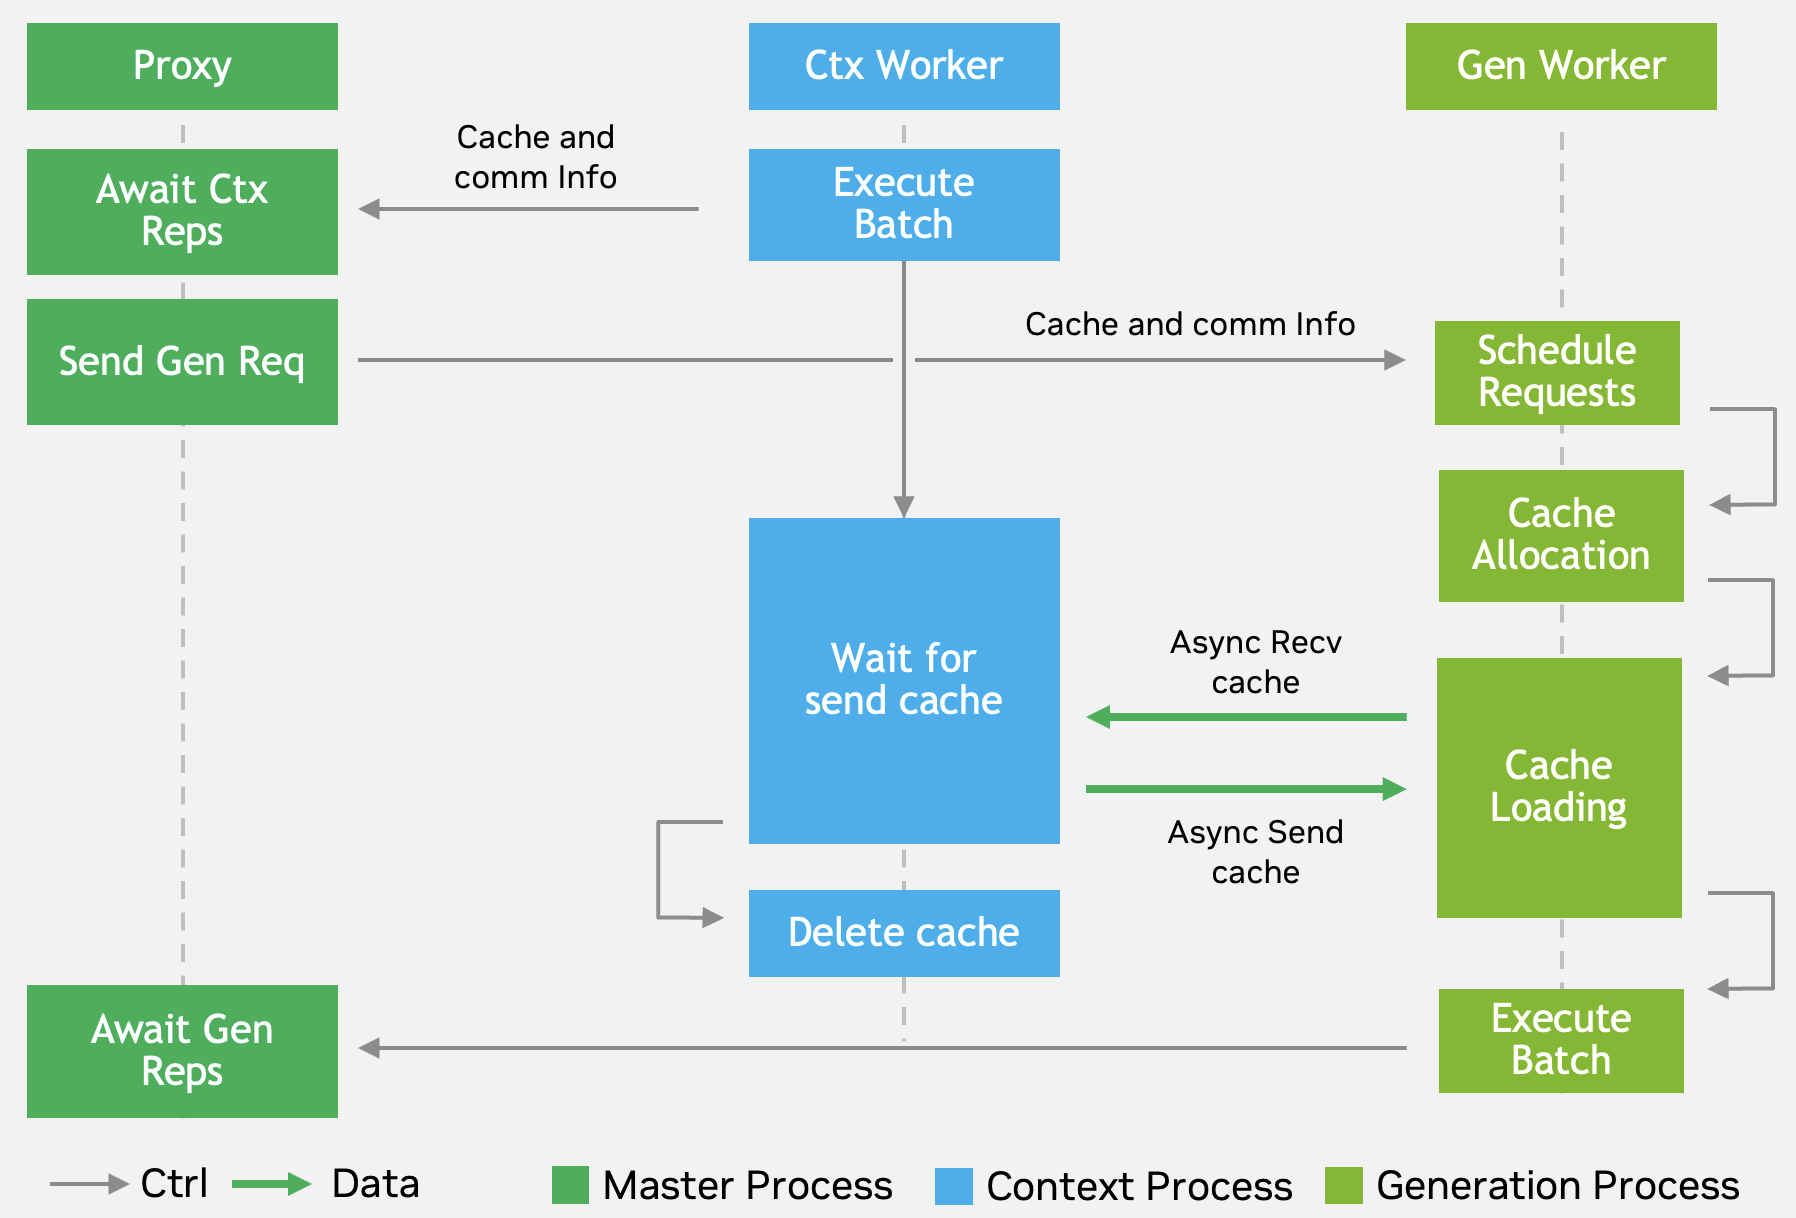 Proxy
Ctx Worker
Gen Worker
Cache and
comm Info
Await Ctx
Reps
Execute
Batch
Send Gen Req
Cache and comm Info
Schedule
Requests
Cache
Allocation
Wait for
send cache
Async Recv
cache
Cache
Loading
Async Send
cache
Delete cache
Await Gen
Reps
Execute
Batch
Ctrl
Data
Master Process
Context Process
Generation Process